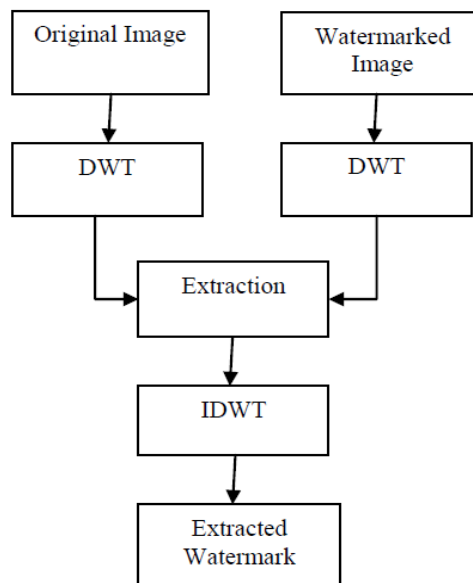 Original Image
Watermarked
Image
DWT
DWT
Extraction
IDWT
Extracted
Watermark